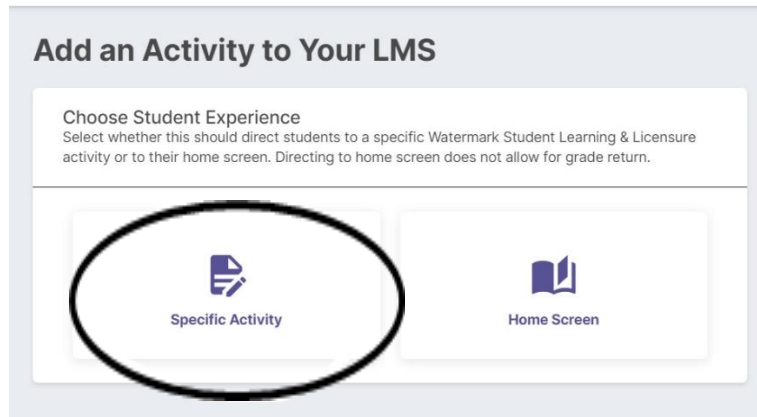 Add an Activity to Your LMS
Choose Student Experience
Select whether this should direct students to a specific Watermark Student Learning & Licensure
activity or to their home screen. Directing to home screen does not allow for grade return.
Specific Activity
Home Screen